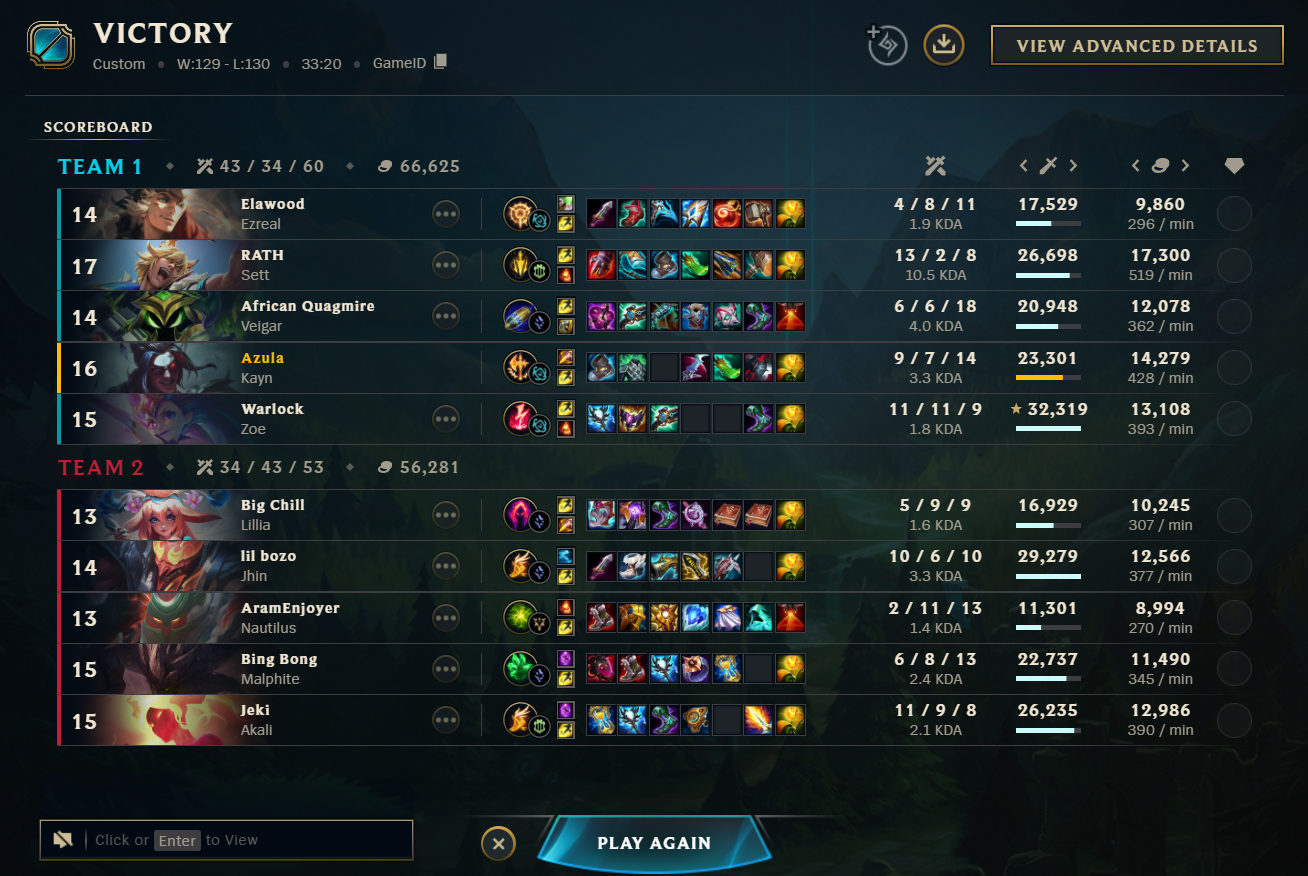 VICTORY
Custom • W:129 - L:130 • 33:20 • GameID
VIEW ADVANCED DETAILS
SCOREBOARD
TEAM 1 43 / 34 / 60 66,625
14 Elawood 4 / 8 / 11 17,529 9,860
Ezreal 1.9 KDA 296 / min
17 RATH 13 / 2 / 8 26,698 17,300
Sett 10.5 KDA 519 / min
14 African Quagmire 6 / 6 / 18 20,948 12,078
Veigar 4.0 KDA 362 / min
16 Azula 9 / 7 / 14 23,301 14,279
Kayn 3.3 KDA 428 / min
15 Warlock 11 / 11 / 9 32,319 13,108
Zoe 1.8 KDA 393 / min
TEAM 2 34 / 43 / 53 56,281
13 Big Chill 5 / 9 / 9 16,929 10,245
Lillia 1.6 KDA 307 / min
14 lil bozo 10 / 6 / 10 29,279 12,566
Jhin 3.3 KDA 377 / min
13 AramEnjoyer 2 / 11 / 13 11,301 8,994
Nautilus 1.4 KDA 270 / min
15 Bing Bong 6 / 8 / 13 22,737 11,490
Malphite 2.4 KDA 345 / min
15 Jeki 11 / 9 / 8 26,235 12,986
Akali 2.1 KDA 390 / min
Click or Enter to View
PLAY AGAIN